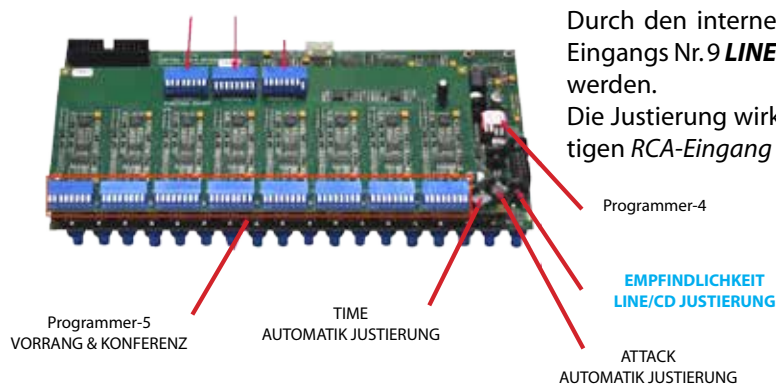 Durch den interne
Eingangs Nr. 9 LINE
werden.
Die Justierung wirk
tigen RCA-Eingang
Programmer-4
EMPFINDLICHKEIT
LINE/CD JUSTIERUNG
Programmer-5
VORRANG & KONFERENZ
TIME
AUTOMATIK JUSTIERUNG
ATTACK
AUTOMATIK JUSTIERUNG